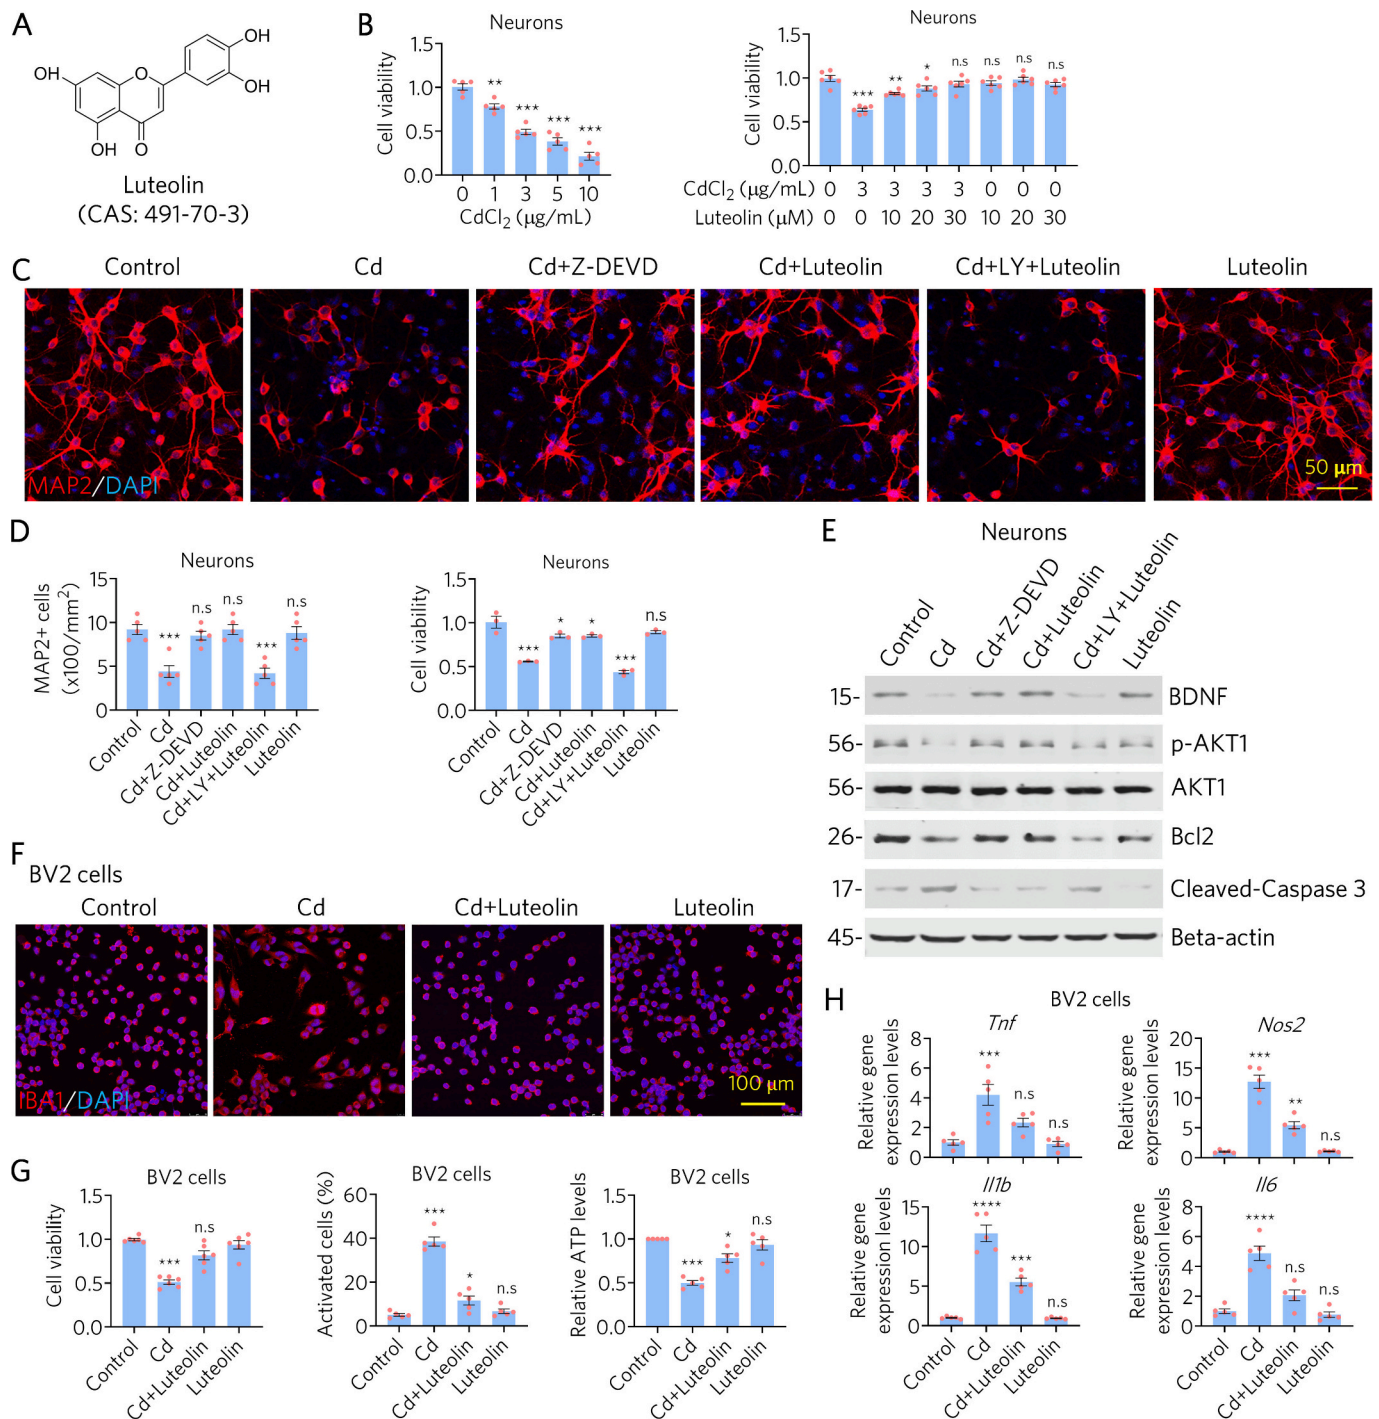 A
OH
OH
HO
O
OH
O
Luteolin
(CAS: 491-70-3)
B
Neurons
Cell viability
1.5
1.0
0.5
0.0
**
***
***
***
0 1 3 5 10
CdCl2 (μg/mL)
Neurons
Cell viability
1.5
1.0
0.5
0.0
***
**
*
n.s
n.s
n.s
n.s
CdCl2 (μg/mL) 0 3 3 3 3 0 0 0
Luteolin (μM) 0 0 10 20 30 10 20 30
C
Control
Cd
Cd+Z-DEVD
Cd+Luteolin
Cd+LY+Luteolin
Luteolin
MAP2/DAPI
50 μm
D
Neurons
MAP2+ cells
(x100/mm2)
15
10
5
0
***
n.s
n.s
***
n.s
Control
Cd
Cd+Z-DEVD
Cd+Luteolin
Cd+LY+Luteolin
Luteolin
Neurons
Cell viability
1.5
1.0
0.5
0.0
***
*
*
***
n.s
Control
Cd
Cd+Z-DEVD
Cd+Luteolin
Cd+LY+Luteolin
Luteolin
E
Neurons
Control
Cd
Cd+Z-DEVD
Cd+Luteolin
Cd+LY+Luteolin
Luteolin
15- BDNF
56- p-AKT1
56- AKT1
26- Bcl2
17- Cleaved-Caspase 3
45- Beta-actin
F
BV2 cells
Control
Cd
Cd+Luteolin
Luteolin
IBA1/DAPI
100 μm
G
BV2 cells
Cell viability
1.5
1.0
0.5
0.0
***
n.s
Control
Cd
Cd+Luteolin
Luteolin
BV2 cells
Activated cells (%)
60
40
20
0
***
*
n.s
Control
Cd
Cd+Luteolin
Luteolin
BV2 cells
Relative ATP levels
1.5
1.0
0.5
0.0
***
*
n.s
Control
Cd
Cd+Luteolin
Luteolin
H
BV2 cells
Tnf
Relative gene
expression levels
8
6
4
2
0
***
n.s
n.s
Nos2
Relative gene
expression levels
20
15
10
5
0
***
**
n.s
Il1b
Relative gene
expression levels
15
10
5
0
****
***
n.s
Control
Cd
Cd+Luteolin
Luteolin
Il6
Relative gene
expression levels
8
6
4
2
0
****
n.s
n.s
Control
Cd
Cd+Luteolin
Luteolin